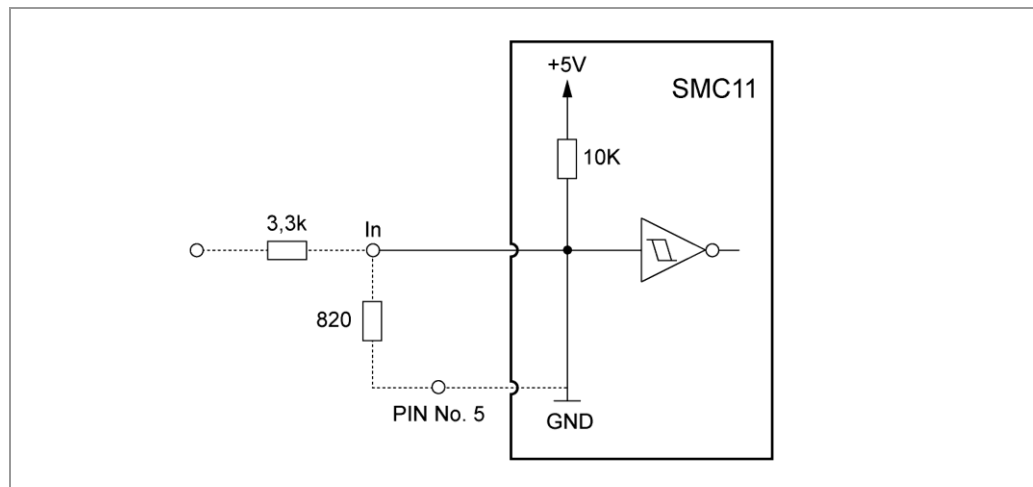 +5V
SMC11
10K
3,3k
In
820
PIN No. 5
GND